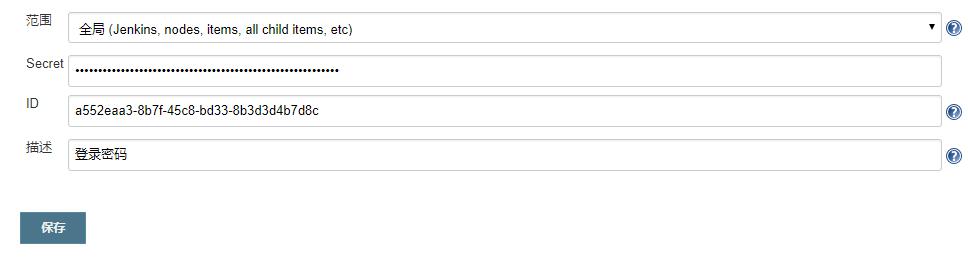 范围
全局 (Jenkins, nodes, items, all child items, etc)
Secret
••••••••••••••••••••••••••••••••••••••••••••••••••••••••••
ID
a552eaa3-8b7f-45c8-bd33-8b3d3d4b7d8c
描述
登录密码
保存